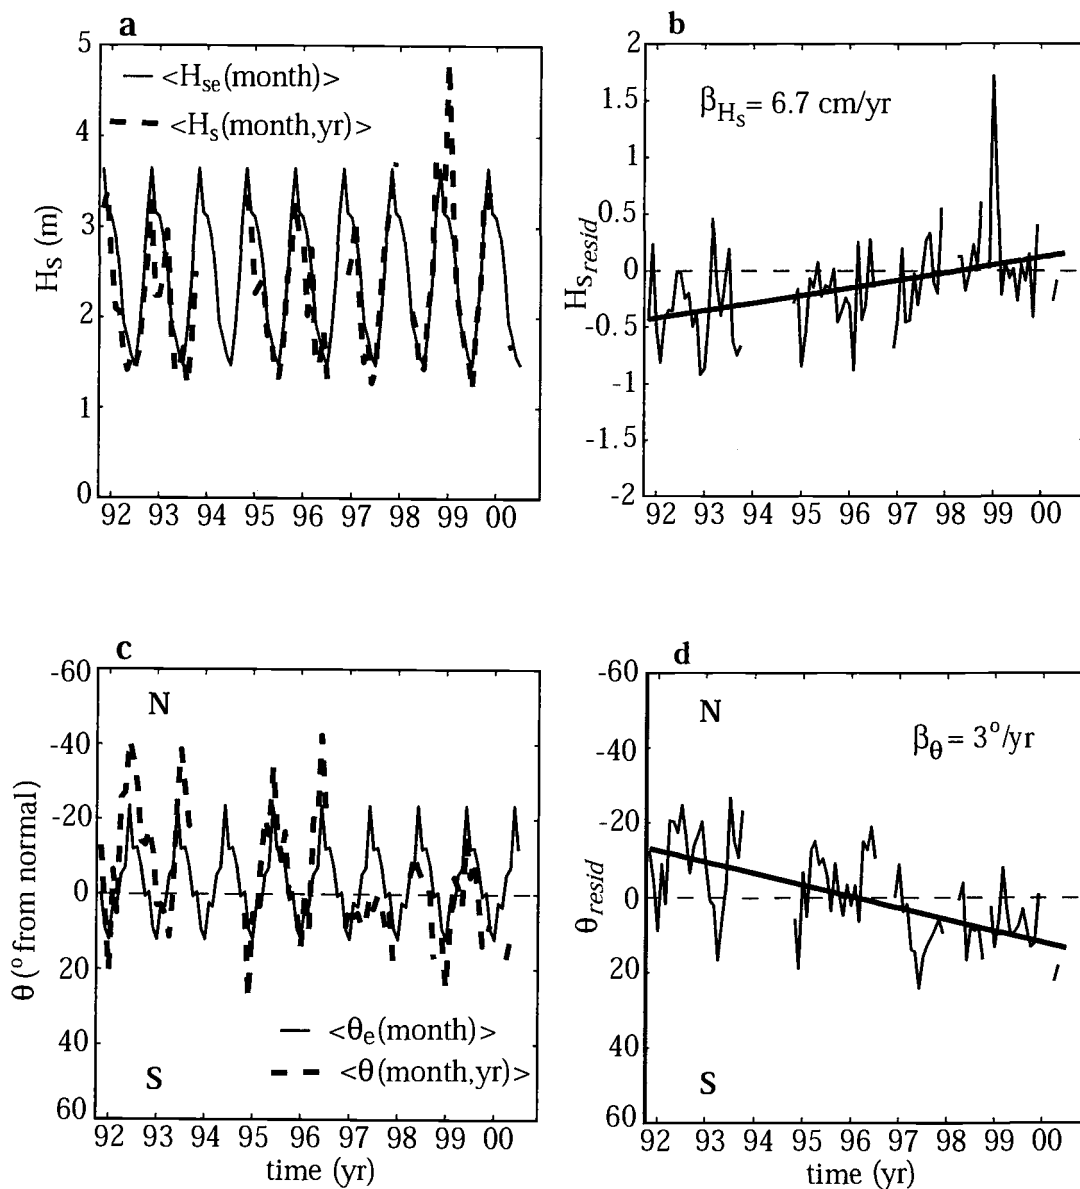 a
5
4
3
2
1
0
Hs (m)
<Hse(month)>
<Hs(month,yr)>
92 93 94 95 96 97 98 99 00
b
2
1.5
1
0.5
0
-0.5
-1
-1.5
-2
Hsresid
βHs = 6.7 cm/yr
92 93 94 95 96 97 98 99 00
c
-60
-40
-20
0
20
40
60
θ (º from normal)
N
S
<θe(month)>
<θ(month,yr)>
92 93 94 95 96 97 98 99 00
time (yr)
d
-60
-40
-20
0
20
40
60
θresid
N
βθ = 3º/yr
S
92 93 94 95 96 97 98 99 00
time (yr)